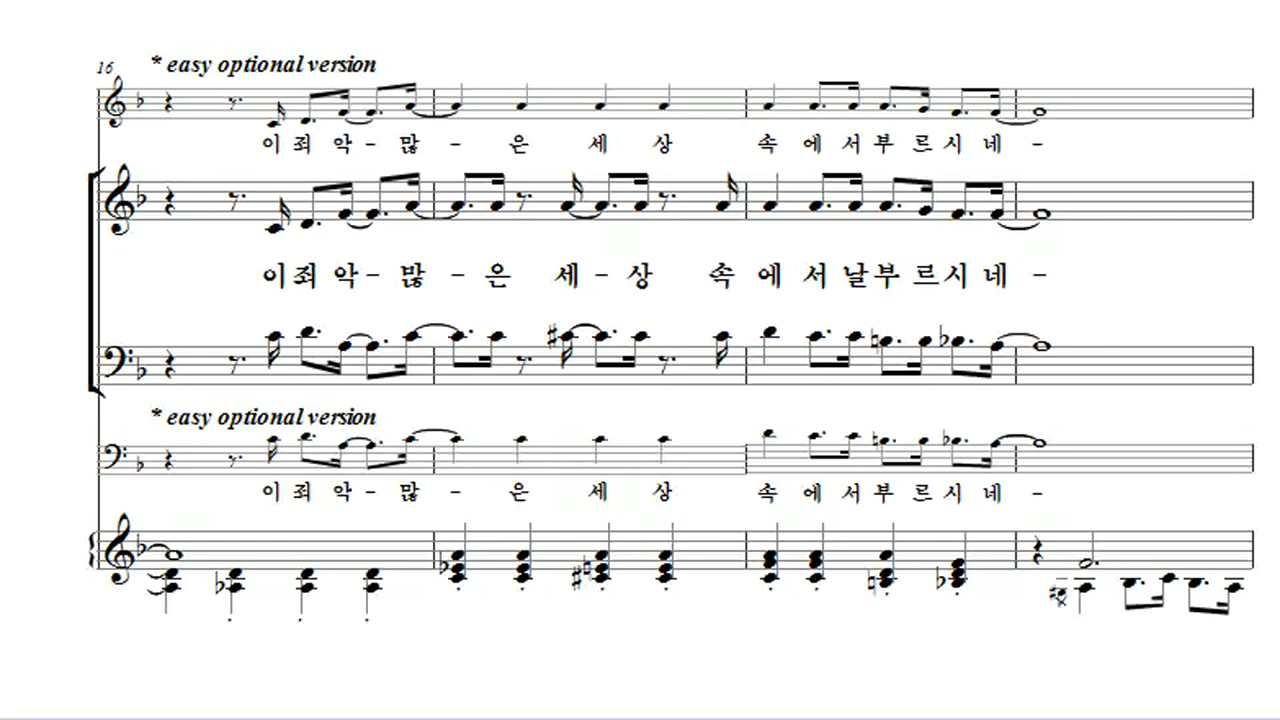 16 * easy optional version
이 죄 악 - 많 - 은 세 상 속 에 서 부 르 시 네 -
이 죄 악 - 많 - 은 세 - 상 속 에 서 날 부 르 시 네 -
* easy optional version
이 죄 악 - 많 - 은 세 상 속 에 서 부 르 시 네 -